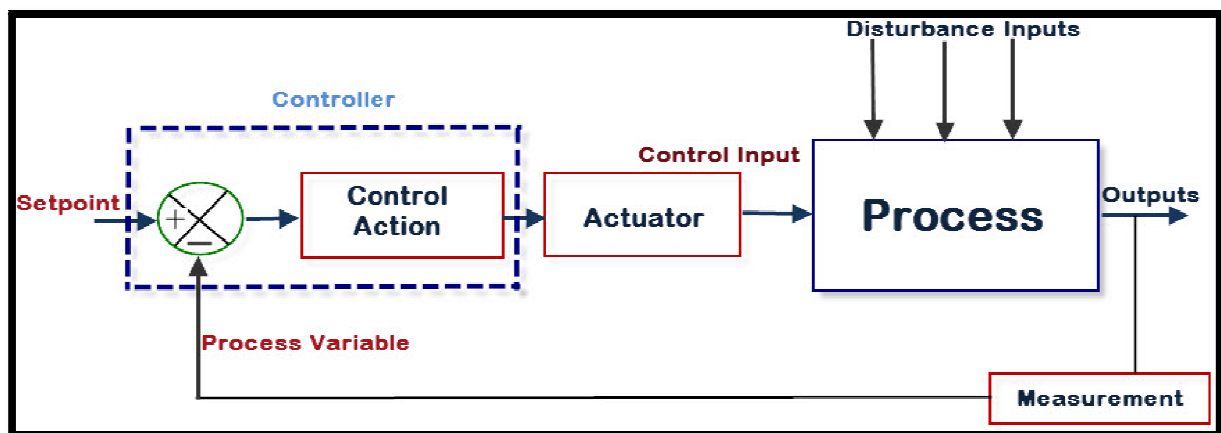 Disturbance Inputs
Controller
Control Input
Setpoint
+
−
Control
Action
Actuator
Process
Outputs
Process Variable
Measurement